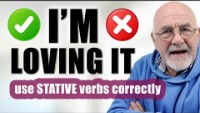 I'M
LOVING IT
use STATIVE verbs correctly